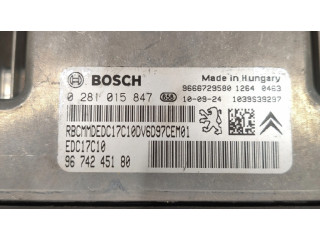 BOSCH
Made in Hungary
0 281 015 847
656
9666729580 1264 0463
10-09-24 1039S39297
RBCMMDEDC17C10DV6D97CEM01
EDC17C10
96 742 451 80